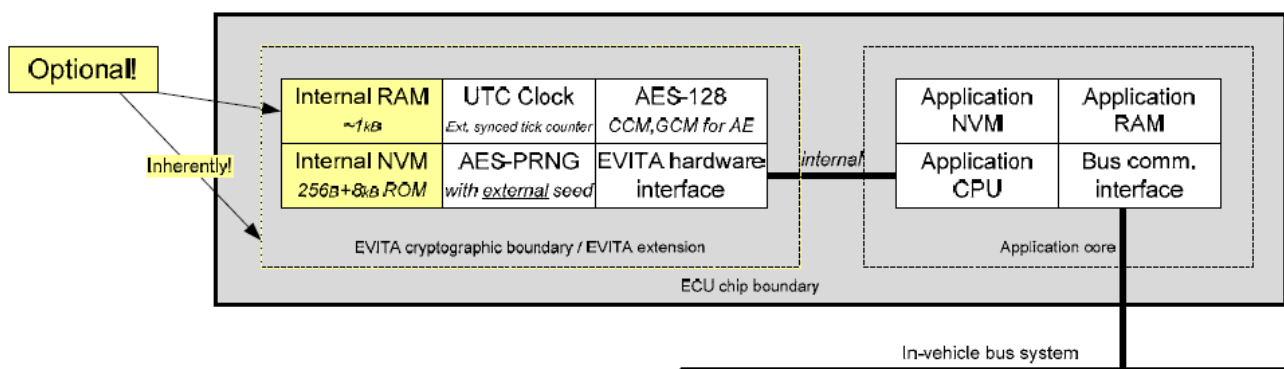 Optional!
Inherently!
Internal RAM
~1kB
UTC Clock
Ext. synced tick counter
AES-128
CCM,GCM for AE
Internal NVM
256B+8kB ROM
AES-PRNG
with external seed
EVITA hardware
interface
internal
Application
NVM
Application
RAM
Application
CPU
Bus comm.
interface
EVITA cryptographic boundary / EVITA extension
Application core
ECU chip boundary
In-vehicle bus system